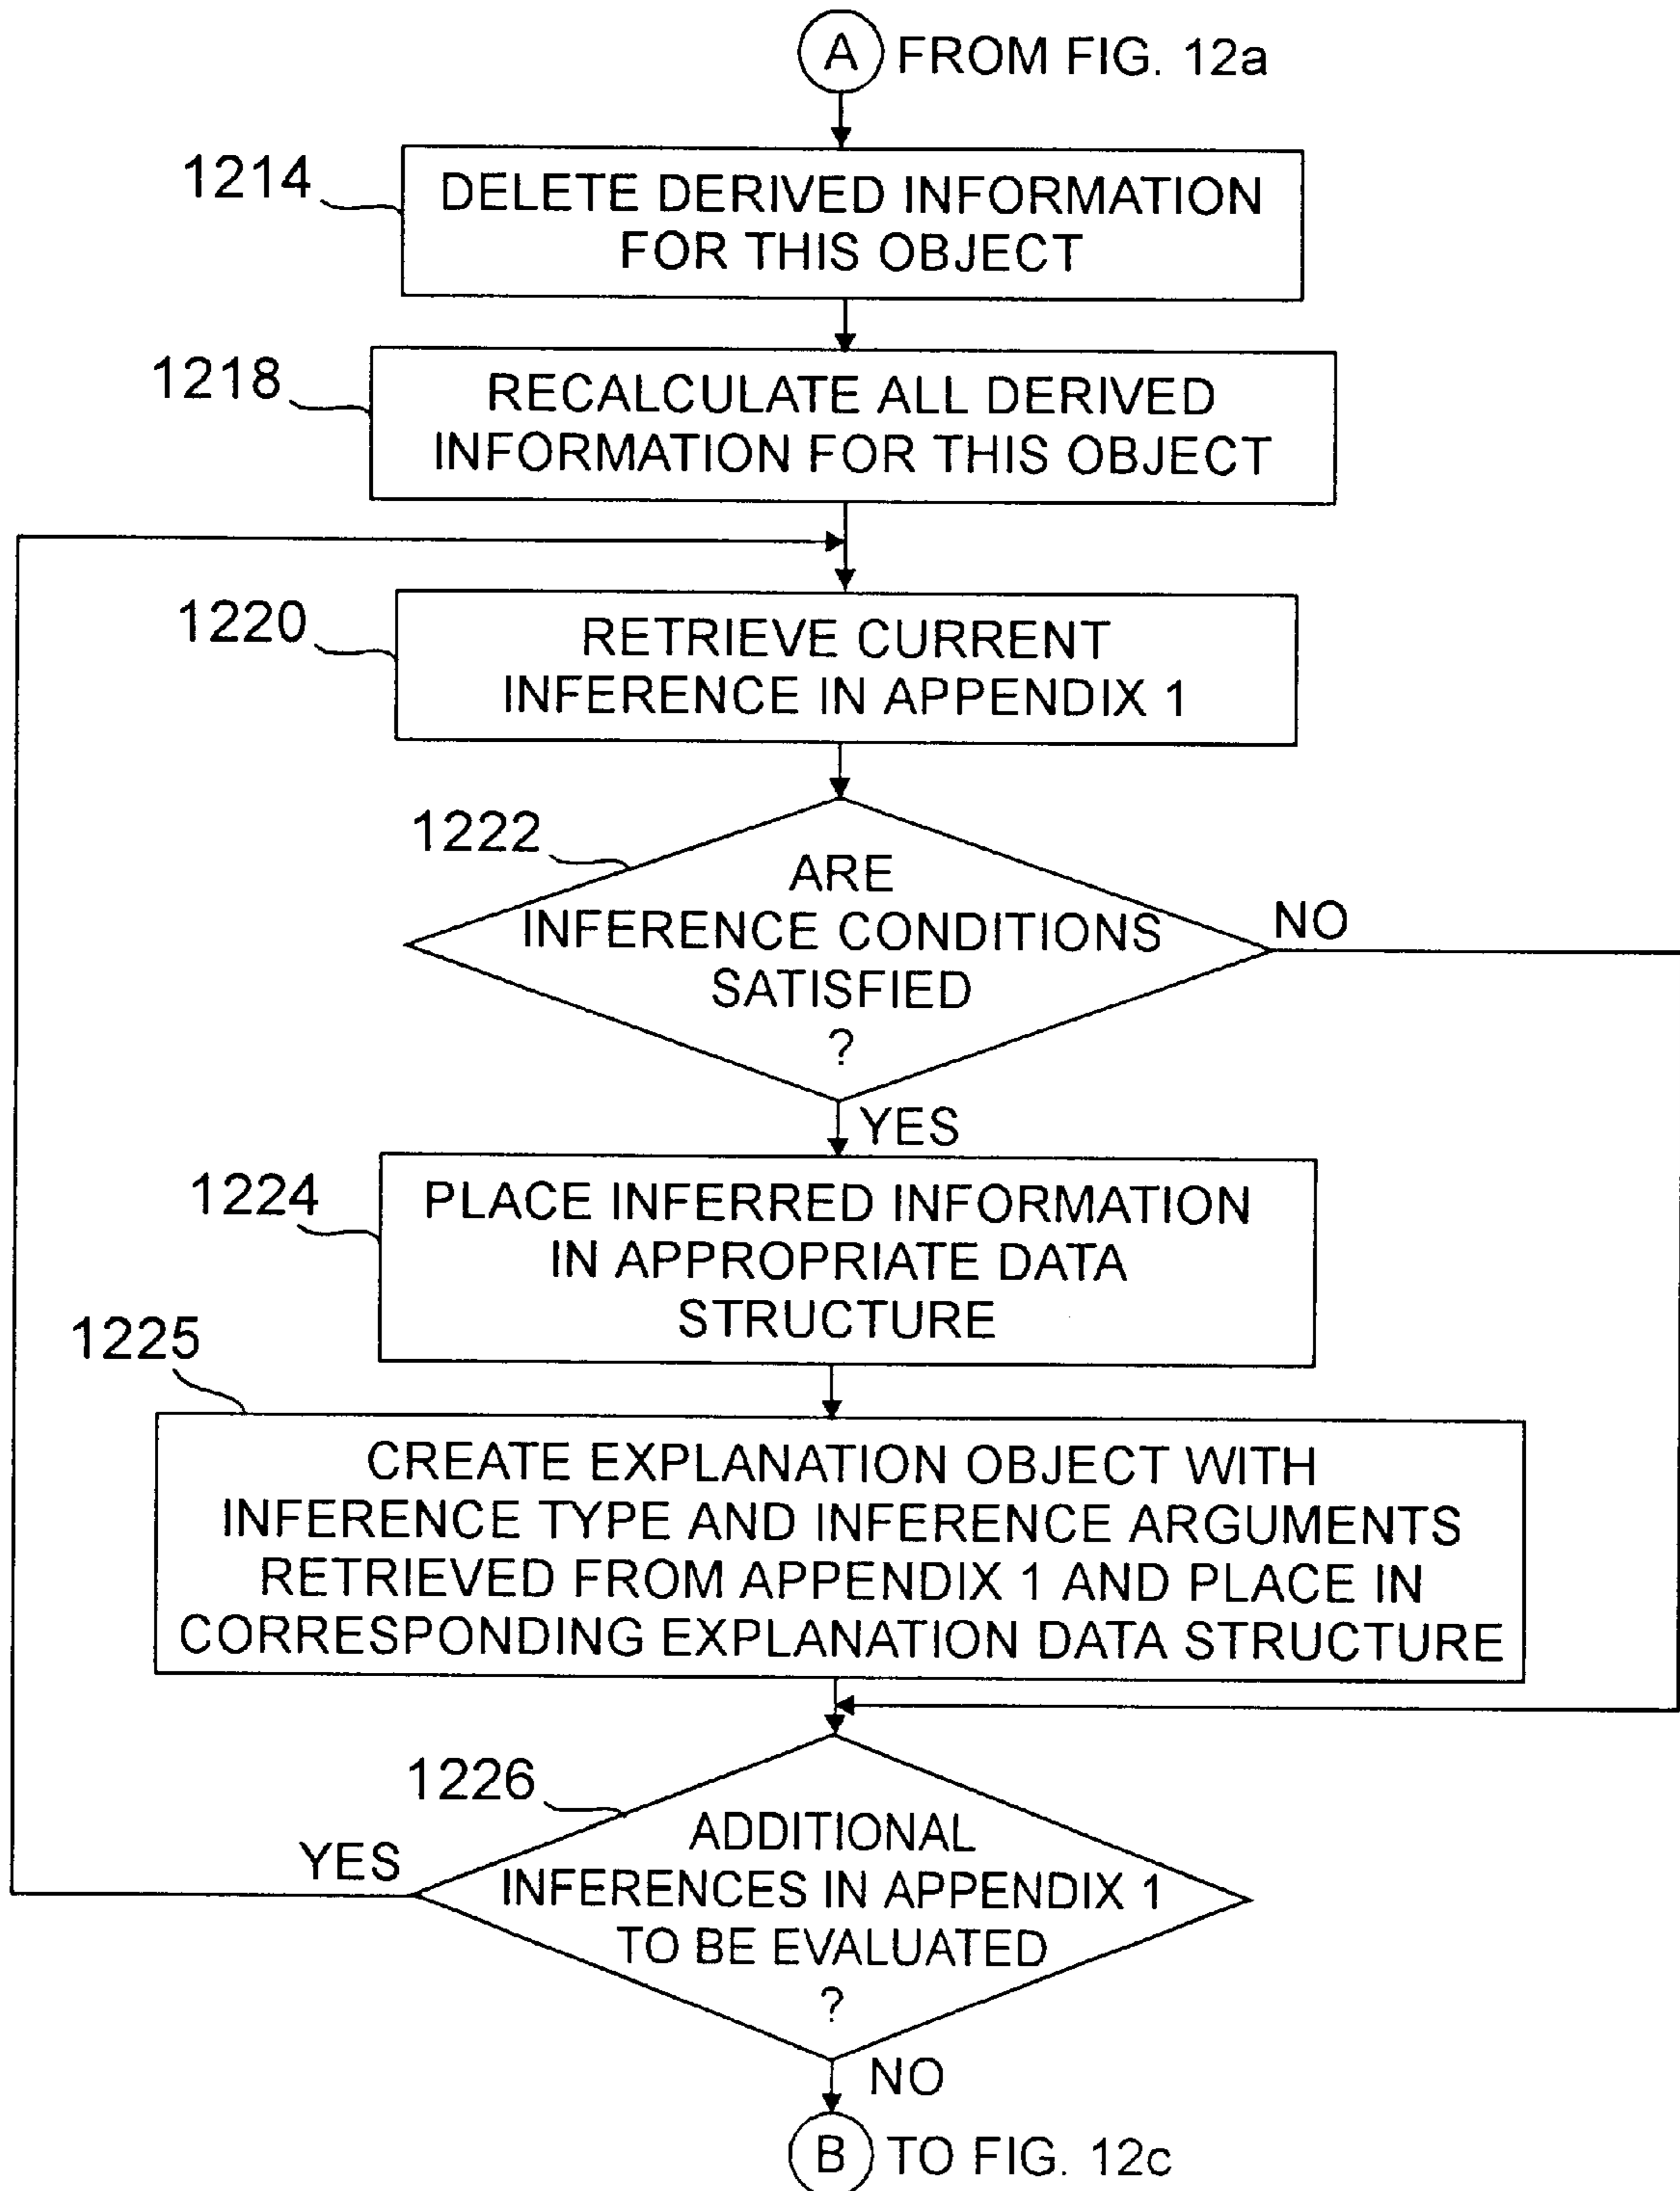 A FROM FIG. 12a
1214
DELETE DERIVED INFORMATION
FOR THIS OBJECT
1218
RECALCULATE ALL DERIVED
INFORMATION FOR THIS OBJECT
1220
RETRIEVE CURRENT
INFERENCE IN APPENDIX 1
1222
ARE
INFERENCE CONDITIONS
SATISFIED
?
NO
YES
1224
PLACE INFERRED INFORMATION
IN APPROPRIATE DATA
STRUCTURE
1225
CREATE EXPLANATION OBJECT WITH
INFERENCE TYPE AND INFERENCE ARGUMENTS
RETRIEVED FROM APPENDIX 1 AND PLACE IN
CORRESPONDING EXPLANATION DATA STRUCTURE
1226
ADDITIONAL
INFERENCES IN APPENDIX 1
TO BE EVALUATED
?
YES
NO
B TO FIG. 12c